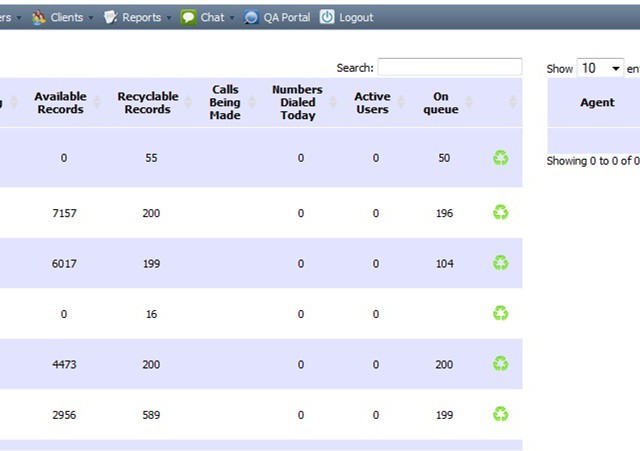 ers Clients Reports Chat QA Portal Logout
Search:
Show 10 en
g Available Records Recyclable Records Calls Being Made Numbers Dialed Today Active Users On queue Agent
0 55 0 0 50
Showing 0 to 0 of 0
7157 200 0 0 196
6017 199 0 0 104
0 16 0 0
4473 200 0 0 200
2956 589 0 0 199